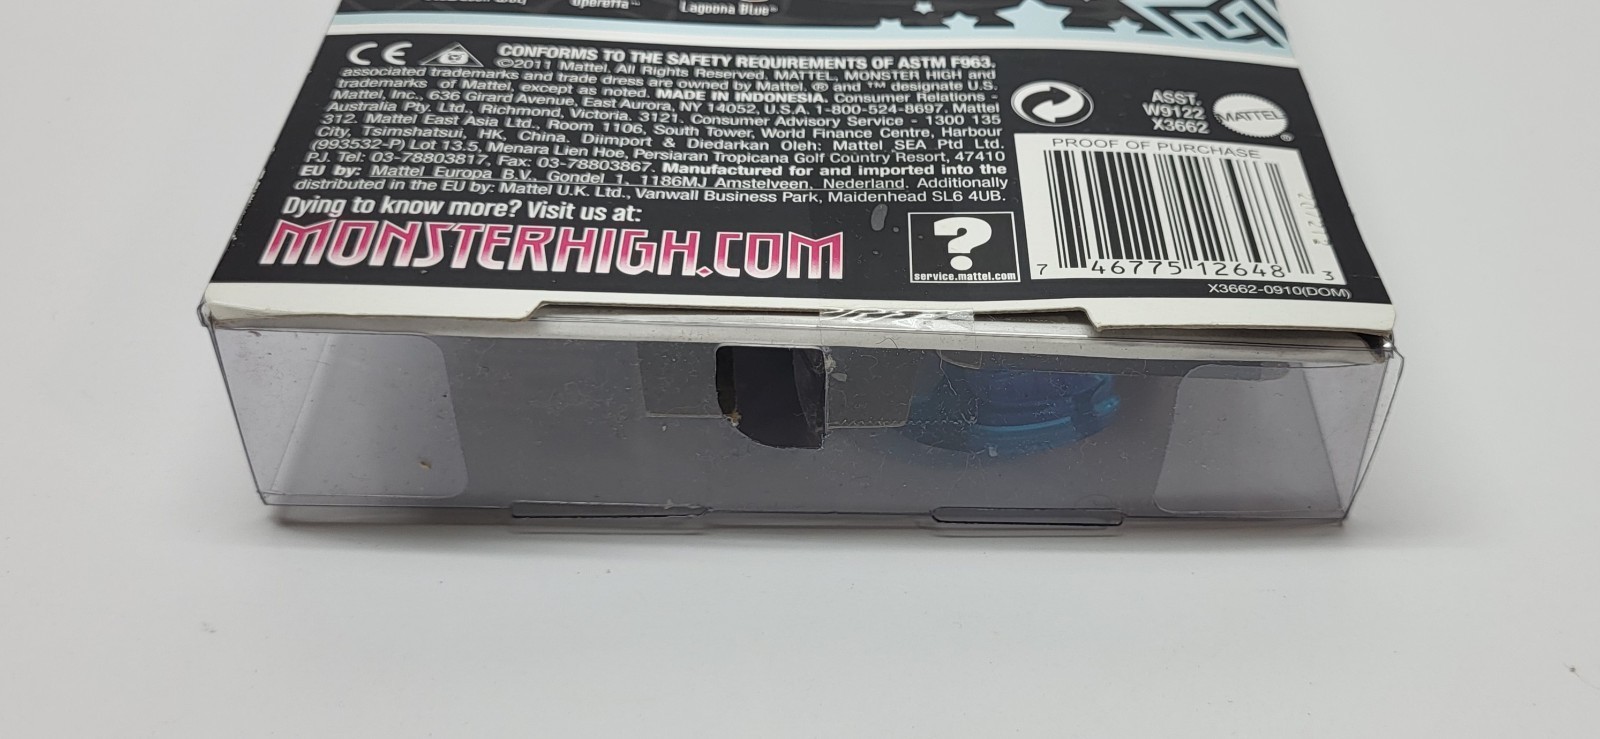 Operetta™
Lagoona Blue®
CE
CONFORMS TO THE SAFETY REQUIREMENTS OF ASTM F963.
©2011 Mattel. All Rights Reserved. MATTEL, MONSTER HIGH and
associated trademarks and trade dress are owned by Mattel. ® and ™ designate U.S.
trademarks of Mattel, except as noted. MADE IN INDONESIA. Consumer Relations -
Mattel, Inc., 636 Girard Avenue, East Aurora, NY 14052, U.S.A. 1-800-524-8697. Mattel
Australia Pty. Ltd., Richmond, Victoria. 3121. Consumer Advisory Service - 1300 135
312. Mattel East Asia Ltd., Room 1106, South Tower, World Finance Centre, Harbour
City, Tsimshatsui, HK, China. Diimport & Diedarkan Oleh: Mattel SEA Ptd Ltd.
(993532-P) Lot 13.5, Menara Lien Hoe, Persiaran Tropicana Golf Country Resort, 47410
P.J. Tel: 03-78803817, Fax: 03-78803867. Manufactured for and imported into the
EU by: Mattel Europa B.V., Gondel 1, 1186MJ Amstelveen, Nederland. Additionally
distributed in the EU by: Mattel U.K. Ltd., Vanwall Business Park, Maidenhead SL6 4UB.
Dying to know more? Visit us at:
MONSTERHIGH.COM
?
service.mattel.com
ASST.
W9122
X3662
MATTEL®
PROOF OF PURCHASE
7 46775 12648 3
X3662-0910(DOM)